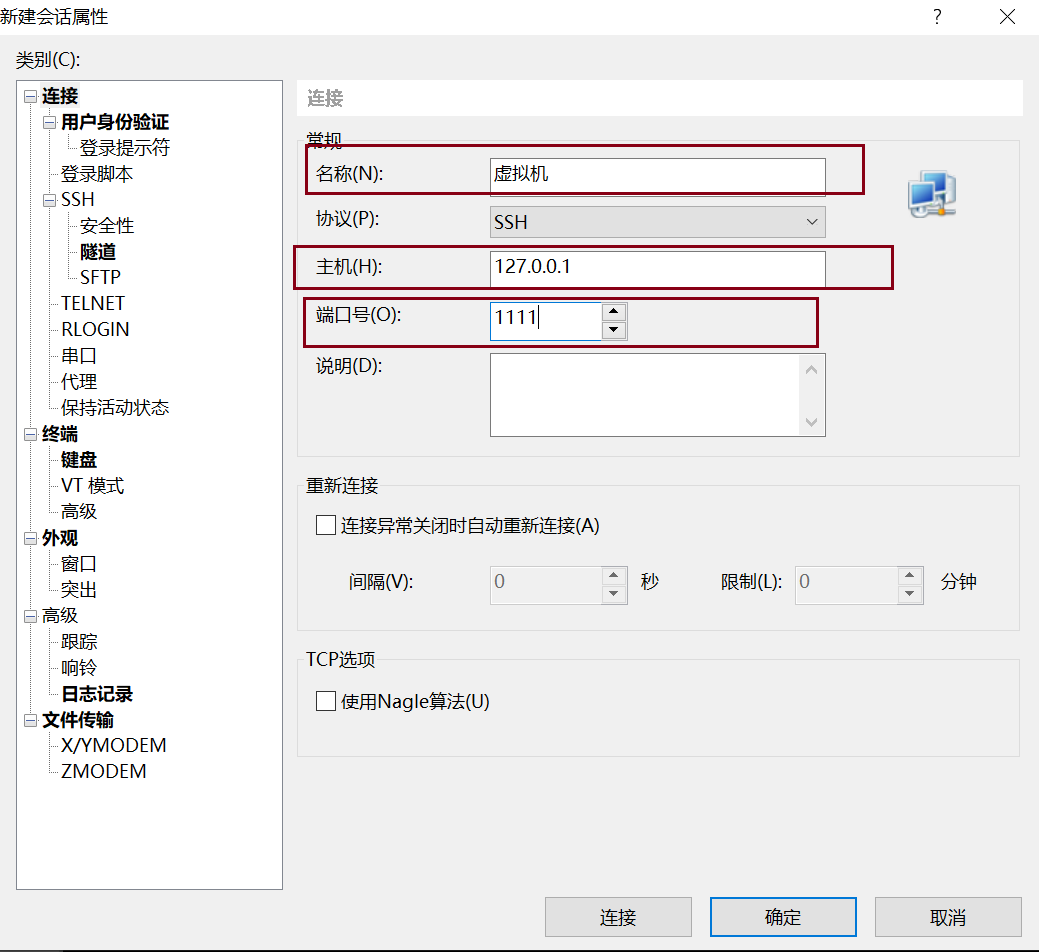 新建会话属性
?
类别(C):
连接
用户身份验证
登录提示符
登录脚本
SSH
安全性
隧道
SFTP
TELNET
RLOGIN
串口
代理
保持活动状态
终端
键盘
VT 模式
高级
外观
窗口
突出
高级
跟踪
响铃
日志记录
文件传输
X/YMODEM
ZMODEM
连接
常规
名称(N): 虚拟机
协议(P): SSH
主机(H): 127.0.0.1
端口号(O): 1111
说明(D):
重新连接
连接异常关闭时自动重新连接(A)
间隔(V): 0 秒 限制(L): 0 分钟
TCP选项
使用Nagle算法(U)
连接 确定 取消